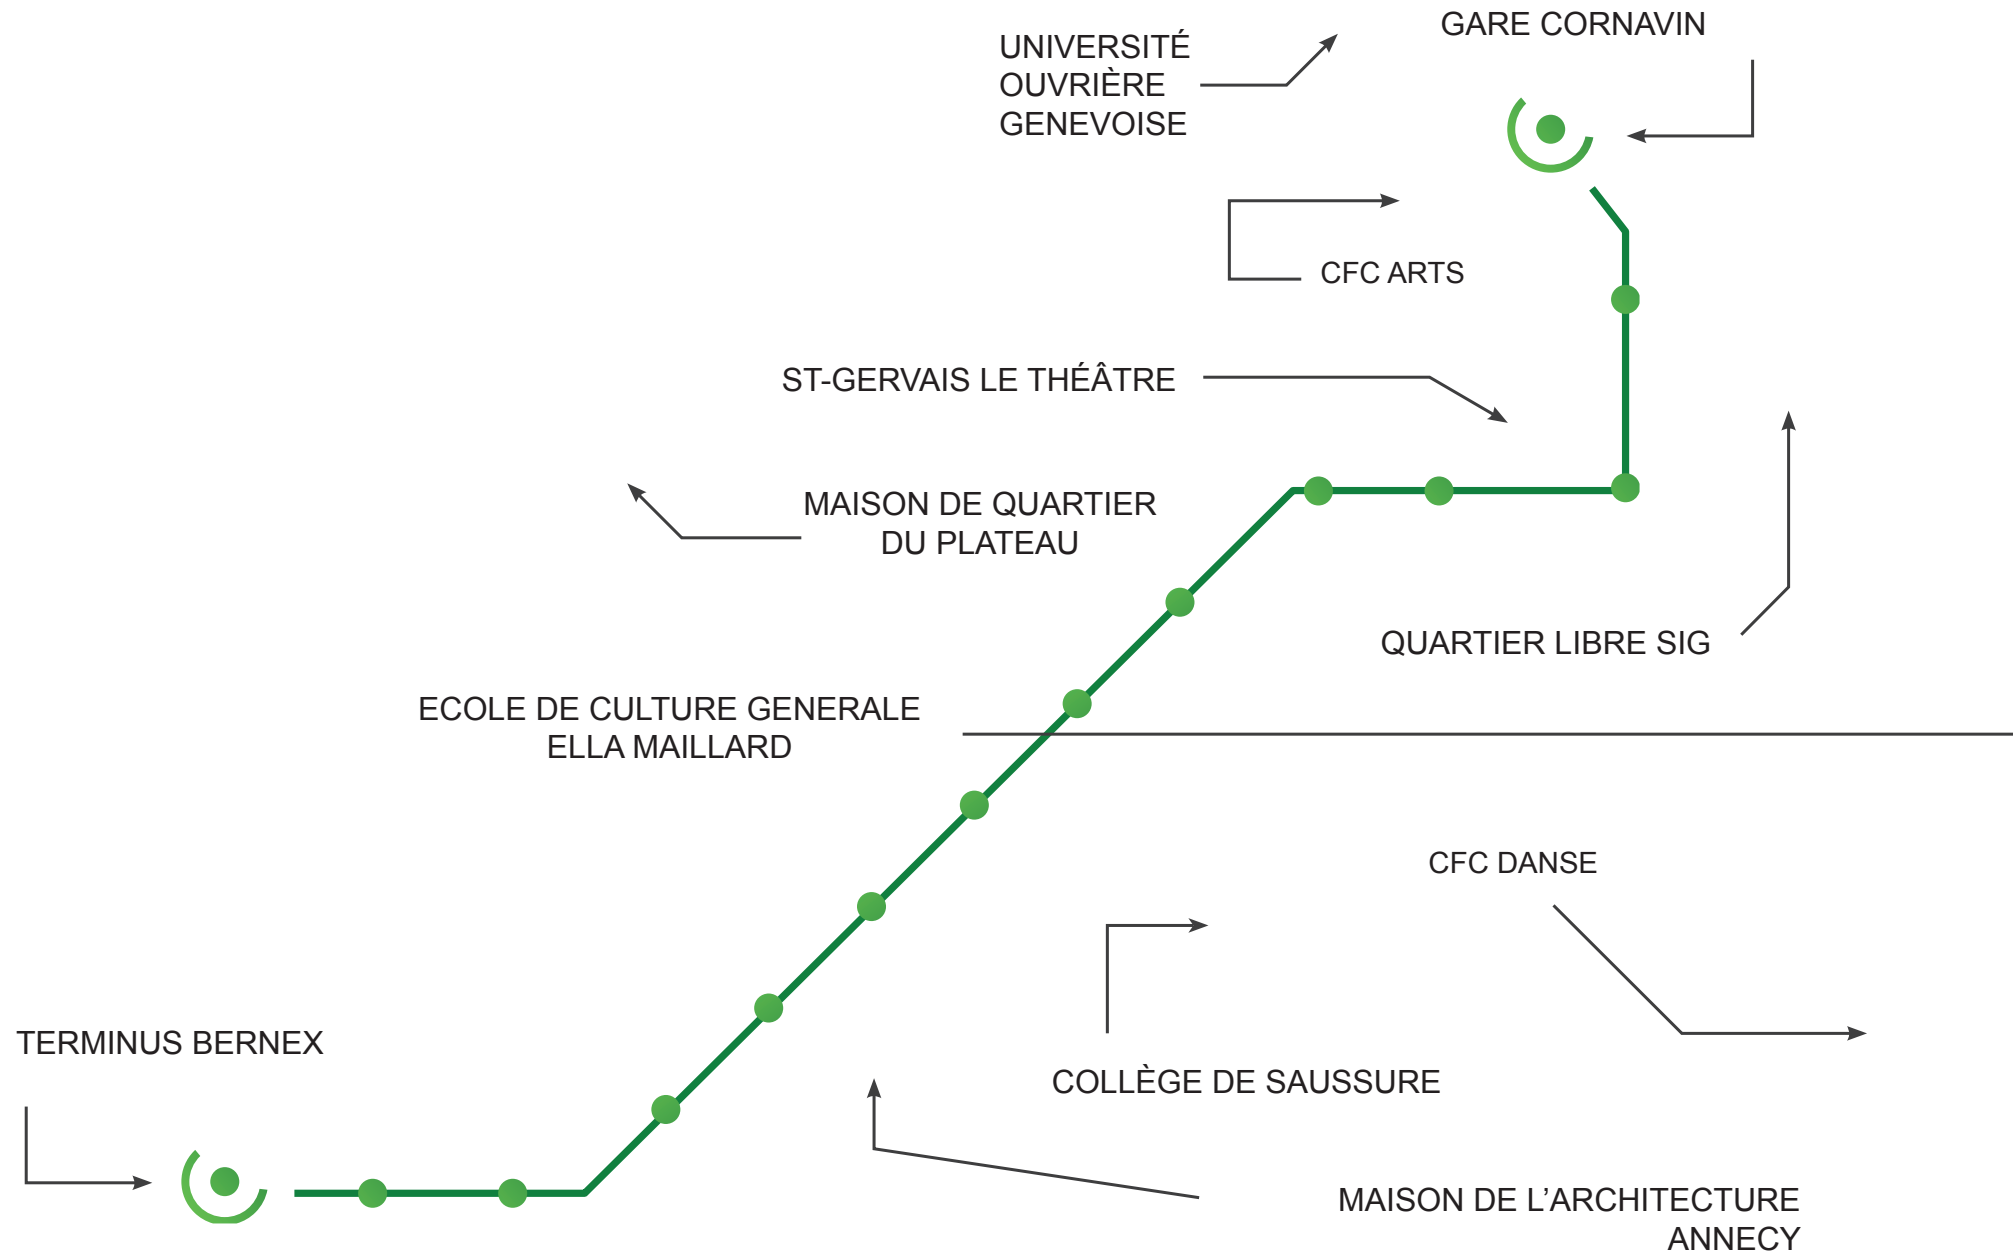 GARE CORNAVIN
UNIVERSITÉ
OUVRIÈRE
GENEVOISE
CFC ARTS
ST-GERVAIS LE THÉÂTRE
MAISON DE QUARTIER
DU PLATEAU
QUARTIER LIBRE SIG
ECOLE DE CULTURE GENERALE
ELLA MAILLARD
CFC DANSE
TERMINUS BERNEX
COLLÈGE DE SAUSSURE
MAISON DE L’ARCHITECTURE
ANNECY